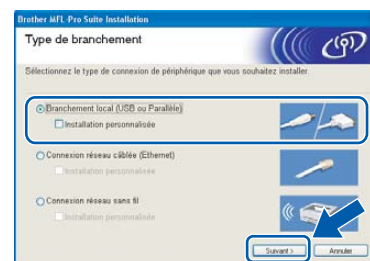 Brother MFL-Pro Suite Installation
Type de branchement
Sélectionnez le type de connexion de périphérique que vous souhaitez installer.
Branchement local (USB ou Parallèle)
Installation personnalisée
Connexion réseau câblée (Ethernet)
Installation personnalisée
Connexion réseau sans fil
Installation personnalisée
Suivant > Annuler